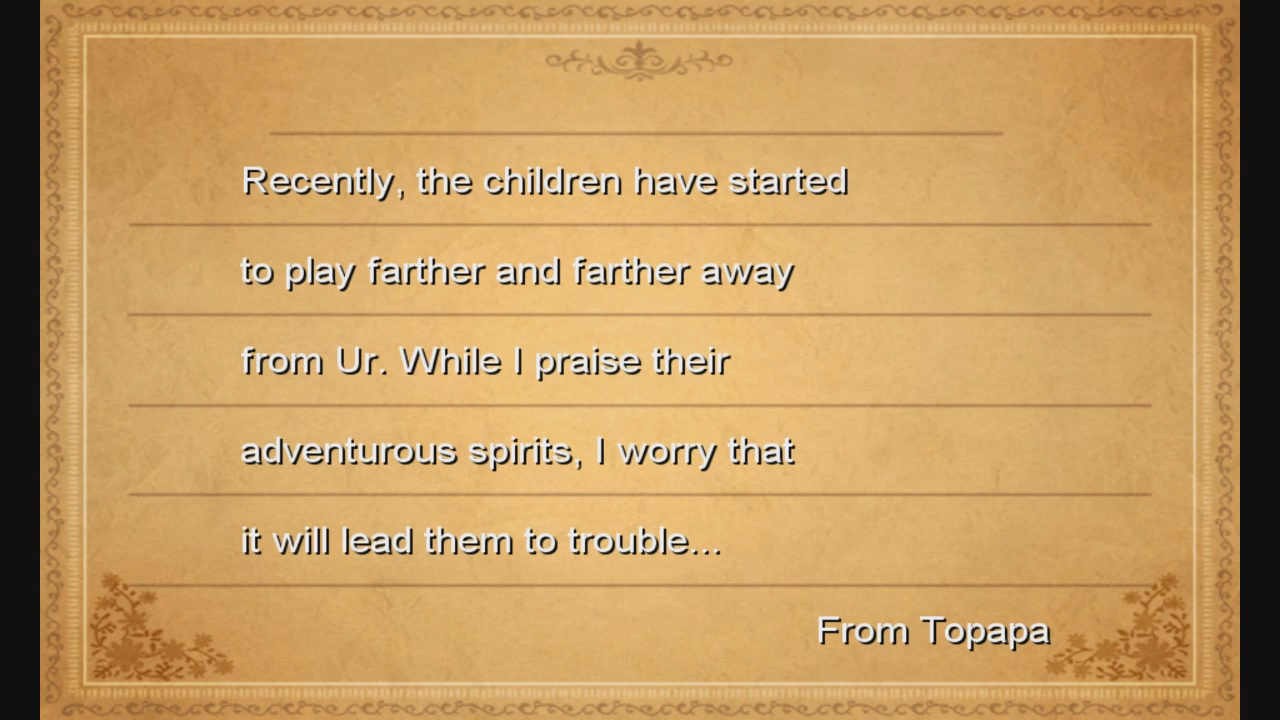 Recently, the children have started
to play farther and farther away
from Ur. While I praise their
adventurous spirits, I worry that
it will lead them to trouble...
From Topapa